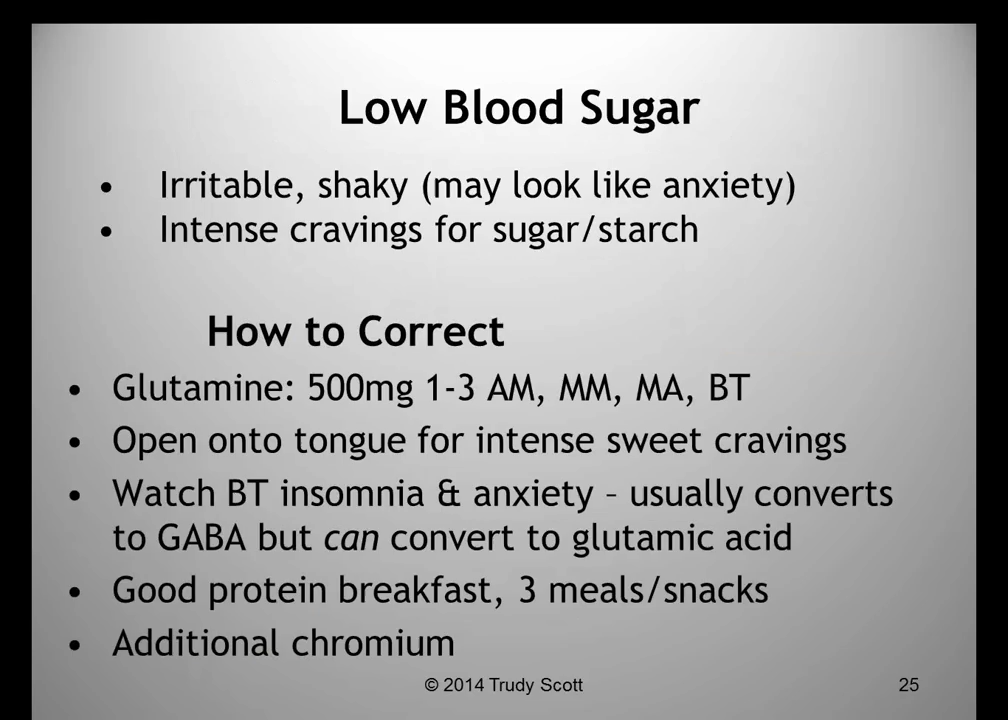 Low Blood Sugar
• Irritable, shaky (may look like anxiety)
• Intense cravings for sugar/starch
How to Correct
• Glutamine: 500mg 1-3 AM, MM, MA, BT
• Open onto tongue for intense sweet cravings
• Watch BT insomnia & anxiety – usually converts
to GABA but can convert to glutamic acid
• Good protein breakfast, 3 meals/snacks
• Additional chromium
© 2014 Trudy Scott
25